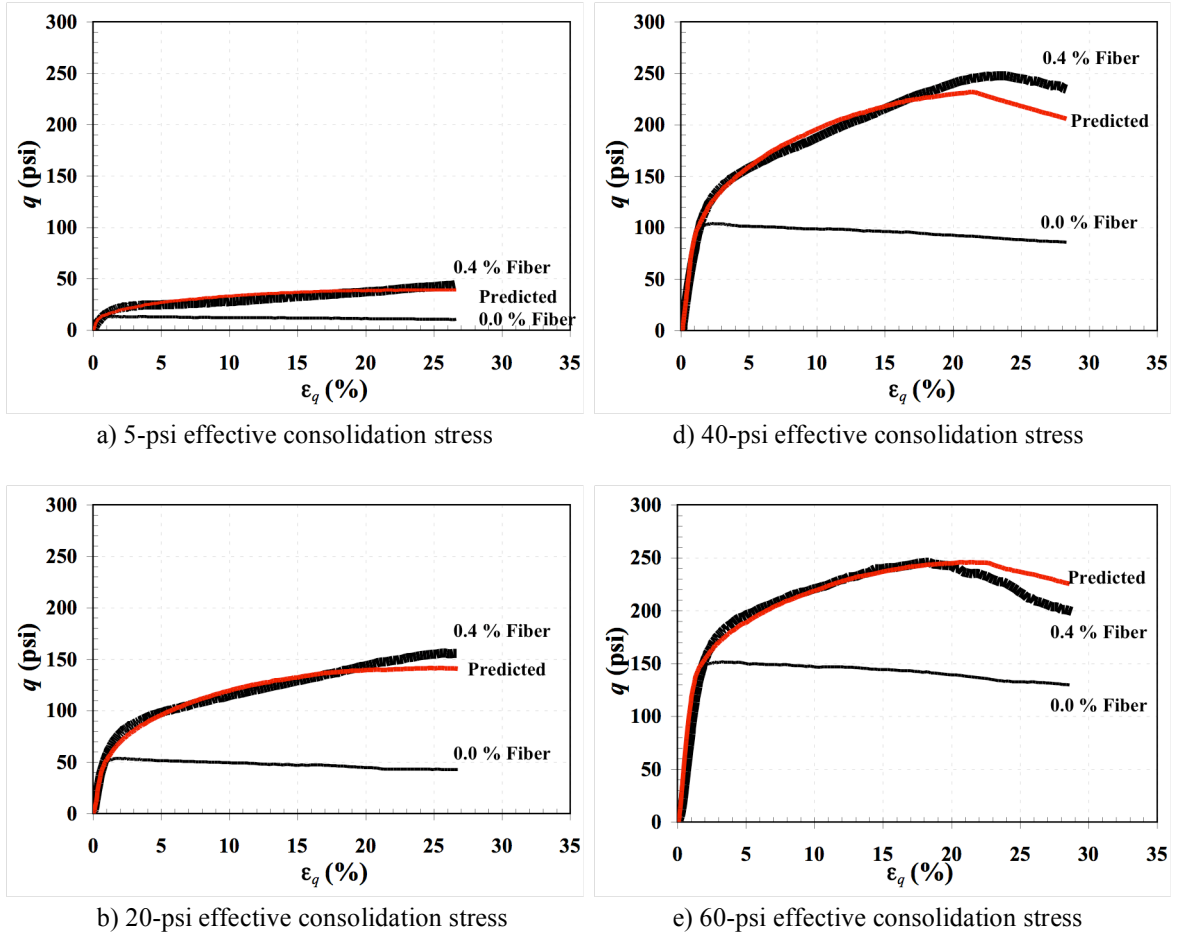 300
250
200
150
100
50
0
q (psi)
0.4 % Fiber
Predicted
0.0 % Fiber
0 5 10 15 20 25 30 35
εq (%)
a) 5-psi effective consolidation stress
300
250
200
150
100
50
0
q (psi)
0.4 % Fiber
Predicted
0.0 % Fiber
0 5 10 15 20 25 30 35
εq (%)
d) 40-psi effective consolidation stress
300
250
200
150
100
50
0
q (psi)
0.4 % Fiber
Predicted
0.0 % Fiber
0 5 10 15 20 25 30 35
εq (%)
b) 20-psi effective consolidation stress
300
250
200
150
100
50
0
q (psi)
Predicted
0.4 % Fiber
0.0 % Fiber
0 5 10 15 20 25 30 35
εq (%)
e) 60-psi effective consolidation stress